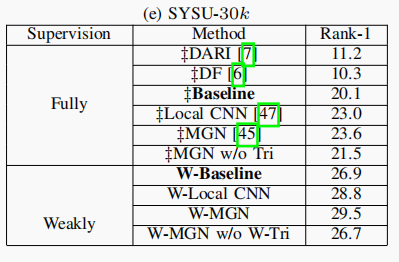 (e) SYSU-30k
Supervision Method Rank-1
Fully
‡DARI [7] 11.2
‡DF [6] 10.3
‡Baseline 20.1
‡Local CNN [47] 23.0
‡MGN [45] 23.6
‡MGN w/o Tri 21.5
Weakly
W-Baseline 26.9
W-Local CNN 28.8
W-MGN 29.5
W-MGN w/o W-Tri 26.7